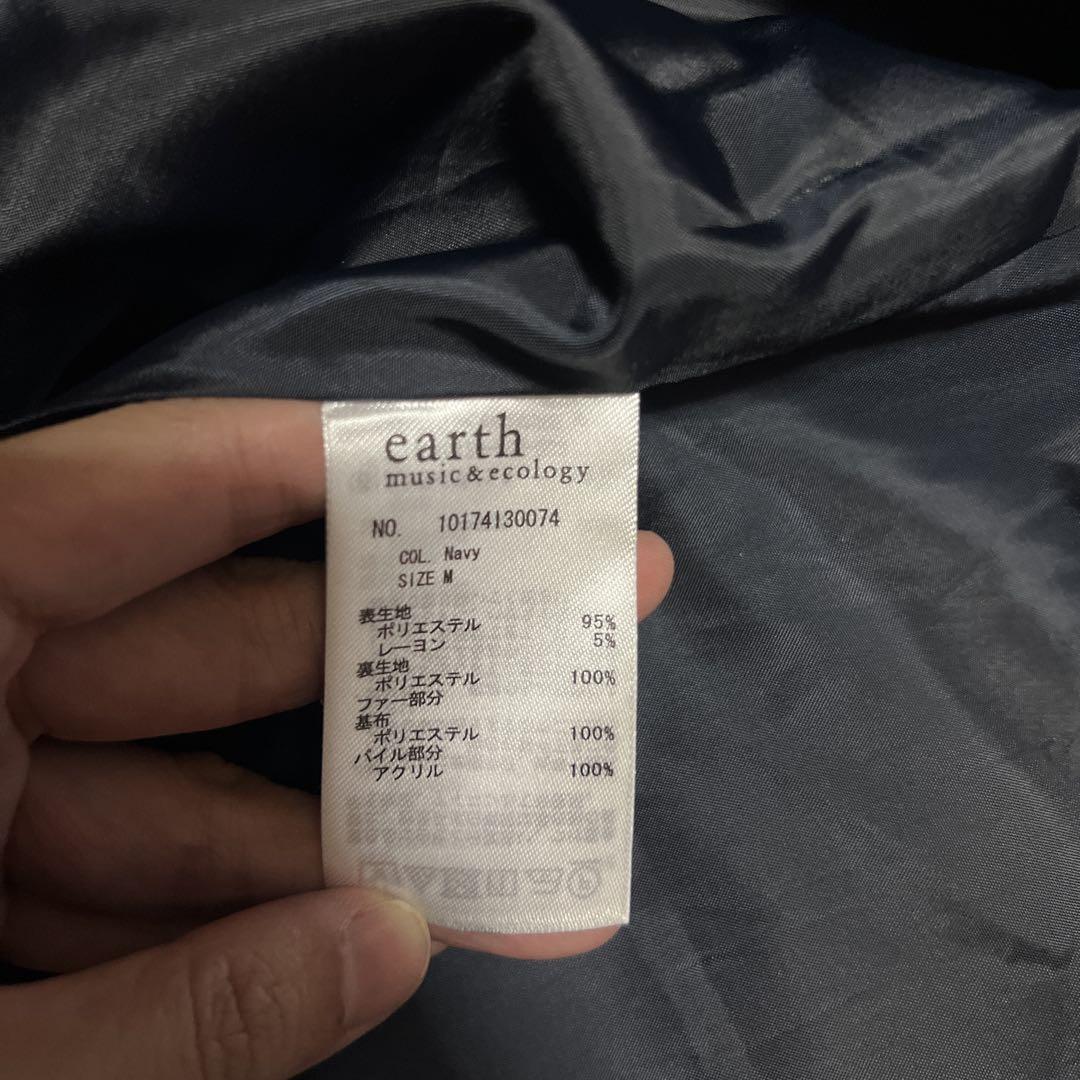 earth
music&ecology
NO. 10174I30074
COL. Navy
SIZE M
表生地
ポリエステル 95%
レーヨン 5%
裏生地
ポリエステル 100%
ファー部分
基布
ポリエステル 100%
パイル部分
アクリル 100%